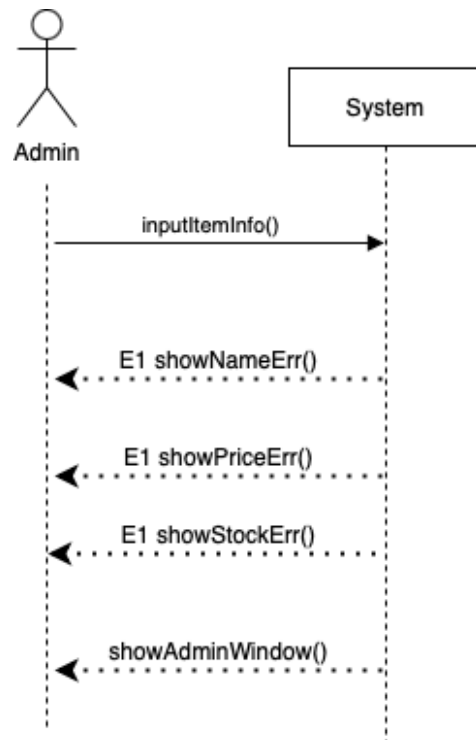 System
Admin
inputItemInfo()
E1 showNameErr()
E1 showPriceErr()
E1 showStockErr()
showAdminWindow()